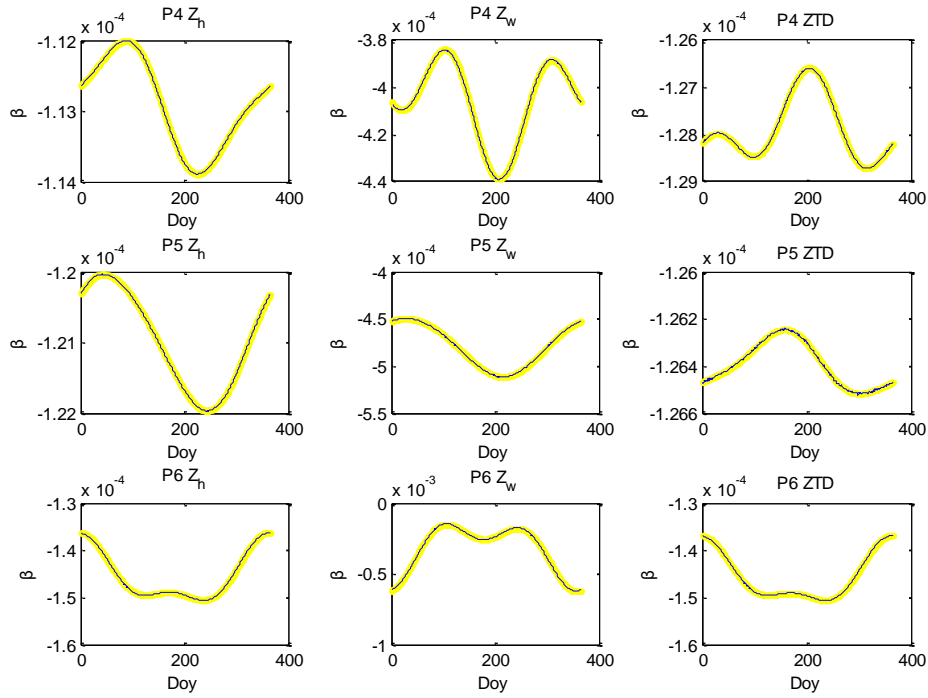 P4 Z_h
x 10^-4
-1.12
-1.13
-1.14
β
0 200 400
Doy
P4 Z_w
x 10^-4
-3.8
-4
-4.2
-4.4
β
0 200 400
Doy
P4 ZTD
x 10^-4
-1.26
-1.27
-1.28
-1.29
β
0 200 400
Doy
P5 Z_h
x 10^-4
-1.2
-1.21
-1.22
β
0 200 400
Doy
P5 Z_w
x 10^-4
-4
-4.5
-5
-5.5
β
0 200 400
Doy
P5 ZTD
x 10^-4
-1.26
-1.262
-1.264
-1.266
β
0 200 400
Doy
P6 Z_h
x 10^-4
-1.3
-1.4
-1.5
-1.6
β
0 200 400
Doy
P6 Z_w
x 10^-3
0
-0.5
-1
β
0 200 400
Doy
P6 ZTD
x 10^-4
-1.3
-1.4
-1.5
-1.6
β
0 200 400
Doy